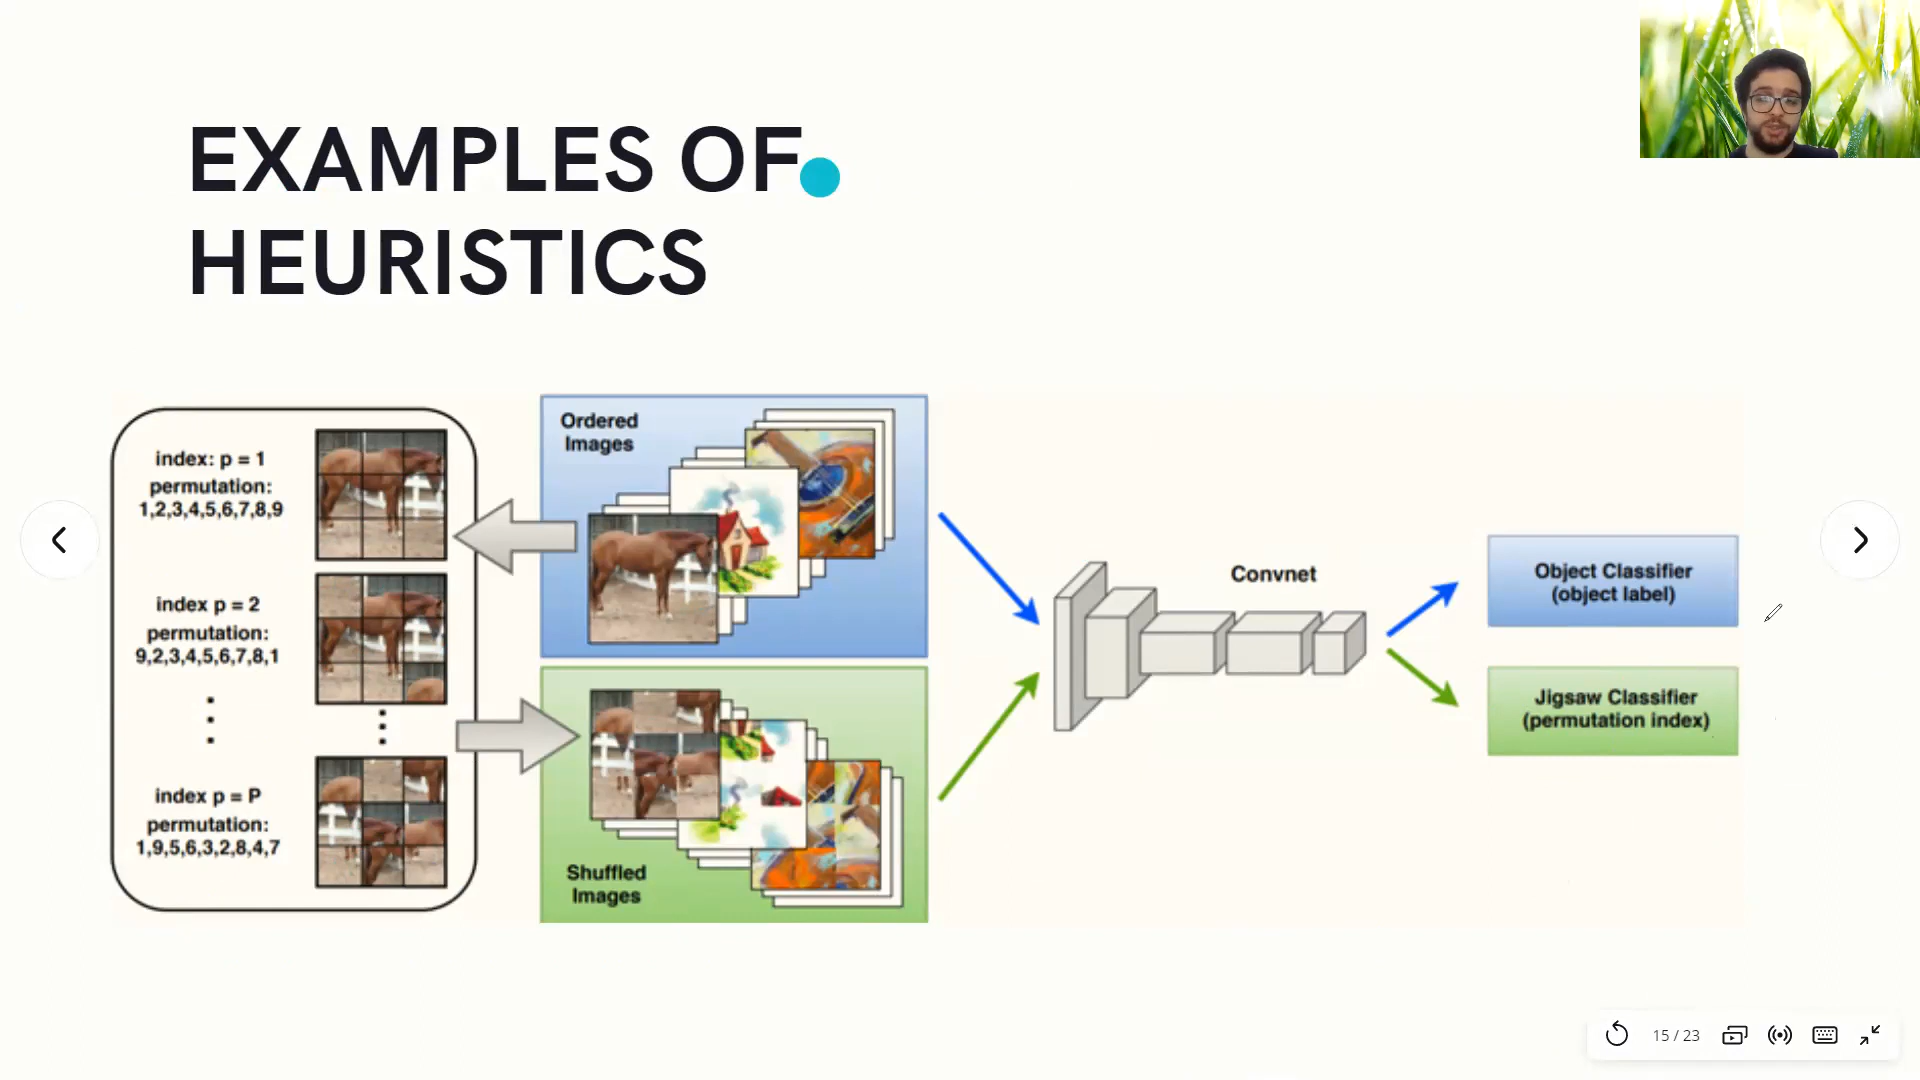 EXAMPLES OF
HEURISTICS
index: p = 1
permutation:
1,2,3,4,5,6,7,8,9
index p = 2
permutation:
9,2,3,4,5,6,7,8,1
index p = P
permutation:
1,9,5,6,3,2,8,4,7
Ordered
Images
Shuffled
Images
Convnet
Object Classifier
(object label)
Jigsaw Classifier
(permutation index)
15 / 23